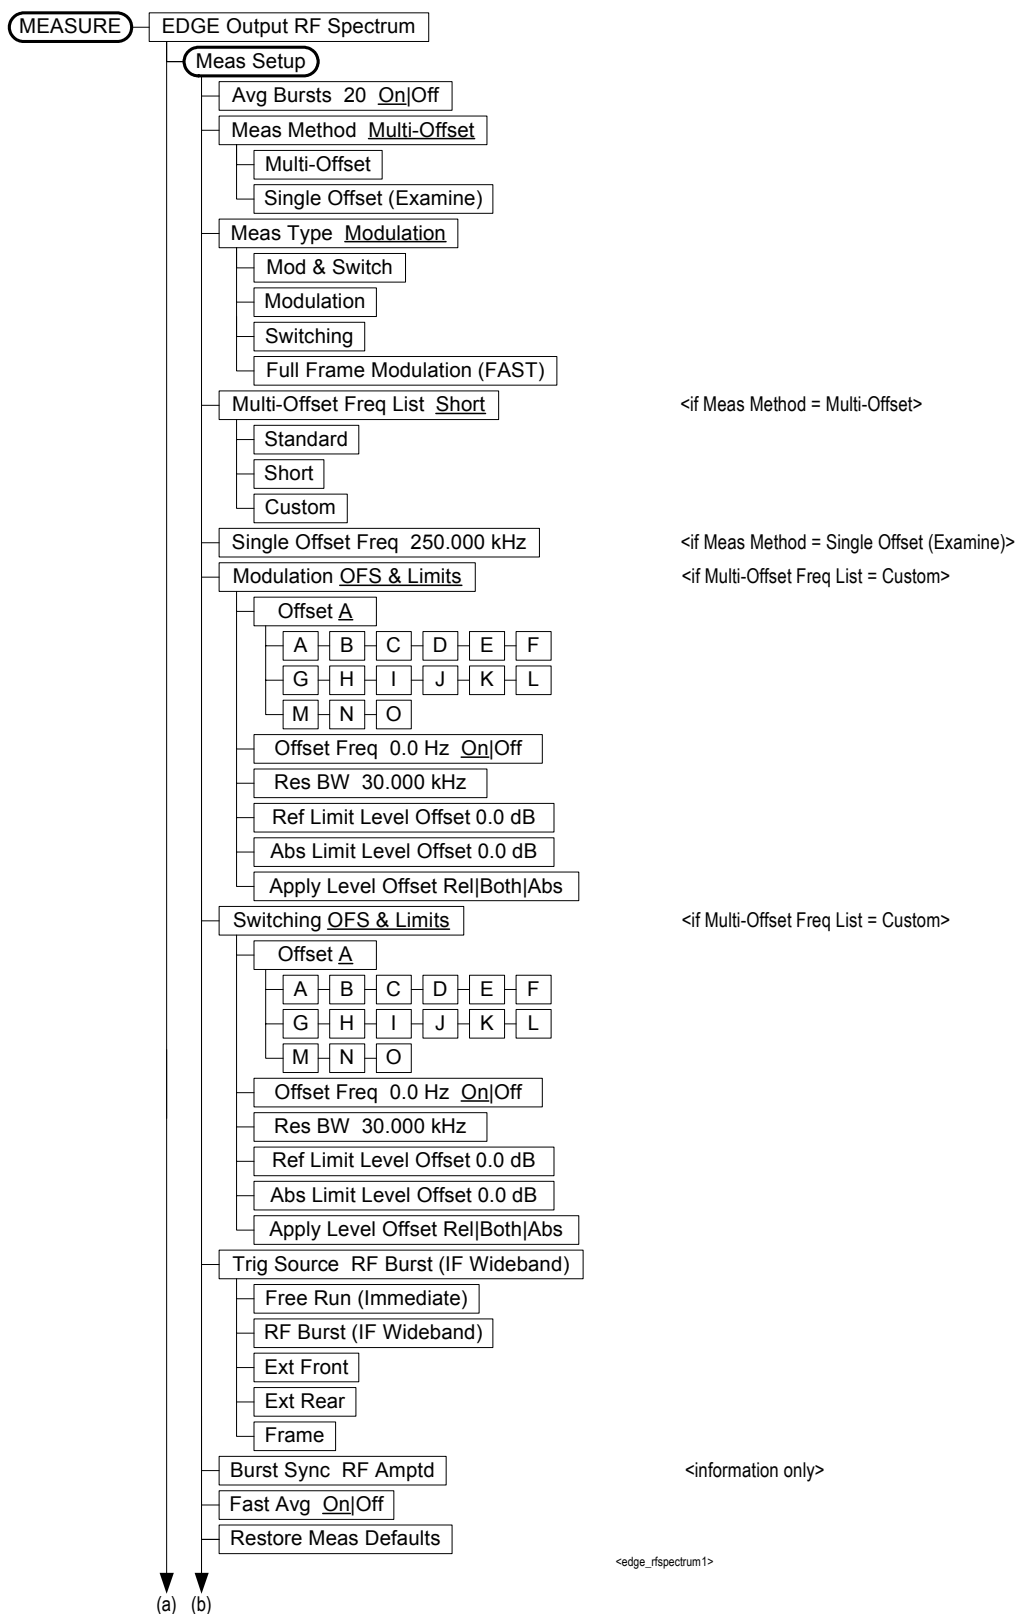 MEASURE EDGE Output RF Spectrum
Meas Setup
Avg Bursts 20 On|Off
Meas Method Multi-Offset
Multi-Offset
Single Offset (Examine)
Meas Type Modulation
Mod & Switch
Modulation
Switching
Full Frame Modulation (FAST)
Multi-Offset Freq List Short <if Meas Method = Multi-Offset>
Standard
Short
Custom
Single Offset Freq 250.000 kHz <if Meas Method = Single Offset (Examine)>
Modulation OFS & Limits <if Multi-Offset Freq List = Custom>
Offset A
A B C D E F
G H I J K L
M N O
Offset Freq 0.0 Hz On|Off
Res BW 30.000 kHz
Ref Limit Level Offset 0.0 dB
Abs Limit Level Offset 0.0 dB
Apply Level Offset Rel|Both|Abs
Switching OFS & Limits <if Multi-Offset Freq List = Custom>
Offset A
A B C D E F
G H I J K L
M N O
Offset Freq 0.0 Hz On|Off
Res BW 30.000 kHz
Ref Limit Level Offset 0.0 dB
Abs Limit Level Offset 0.0 dB
Apply Level Offset Rel|Both|Abs
Trig Source RF Burst (IF Wideband)
Free Run (Immediate)
RF Burst (IF Wideband)
Ext Front
Ext Rear
Frame
Burst Sync RF Amptd <information only>
Fast Avg On|Off
Restore Meas Defaults
<edge_rfspectrum1>
(a) (b)